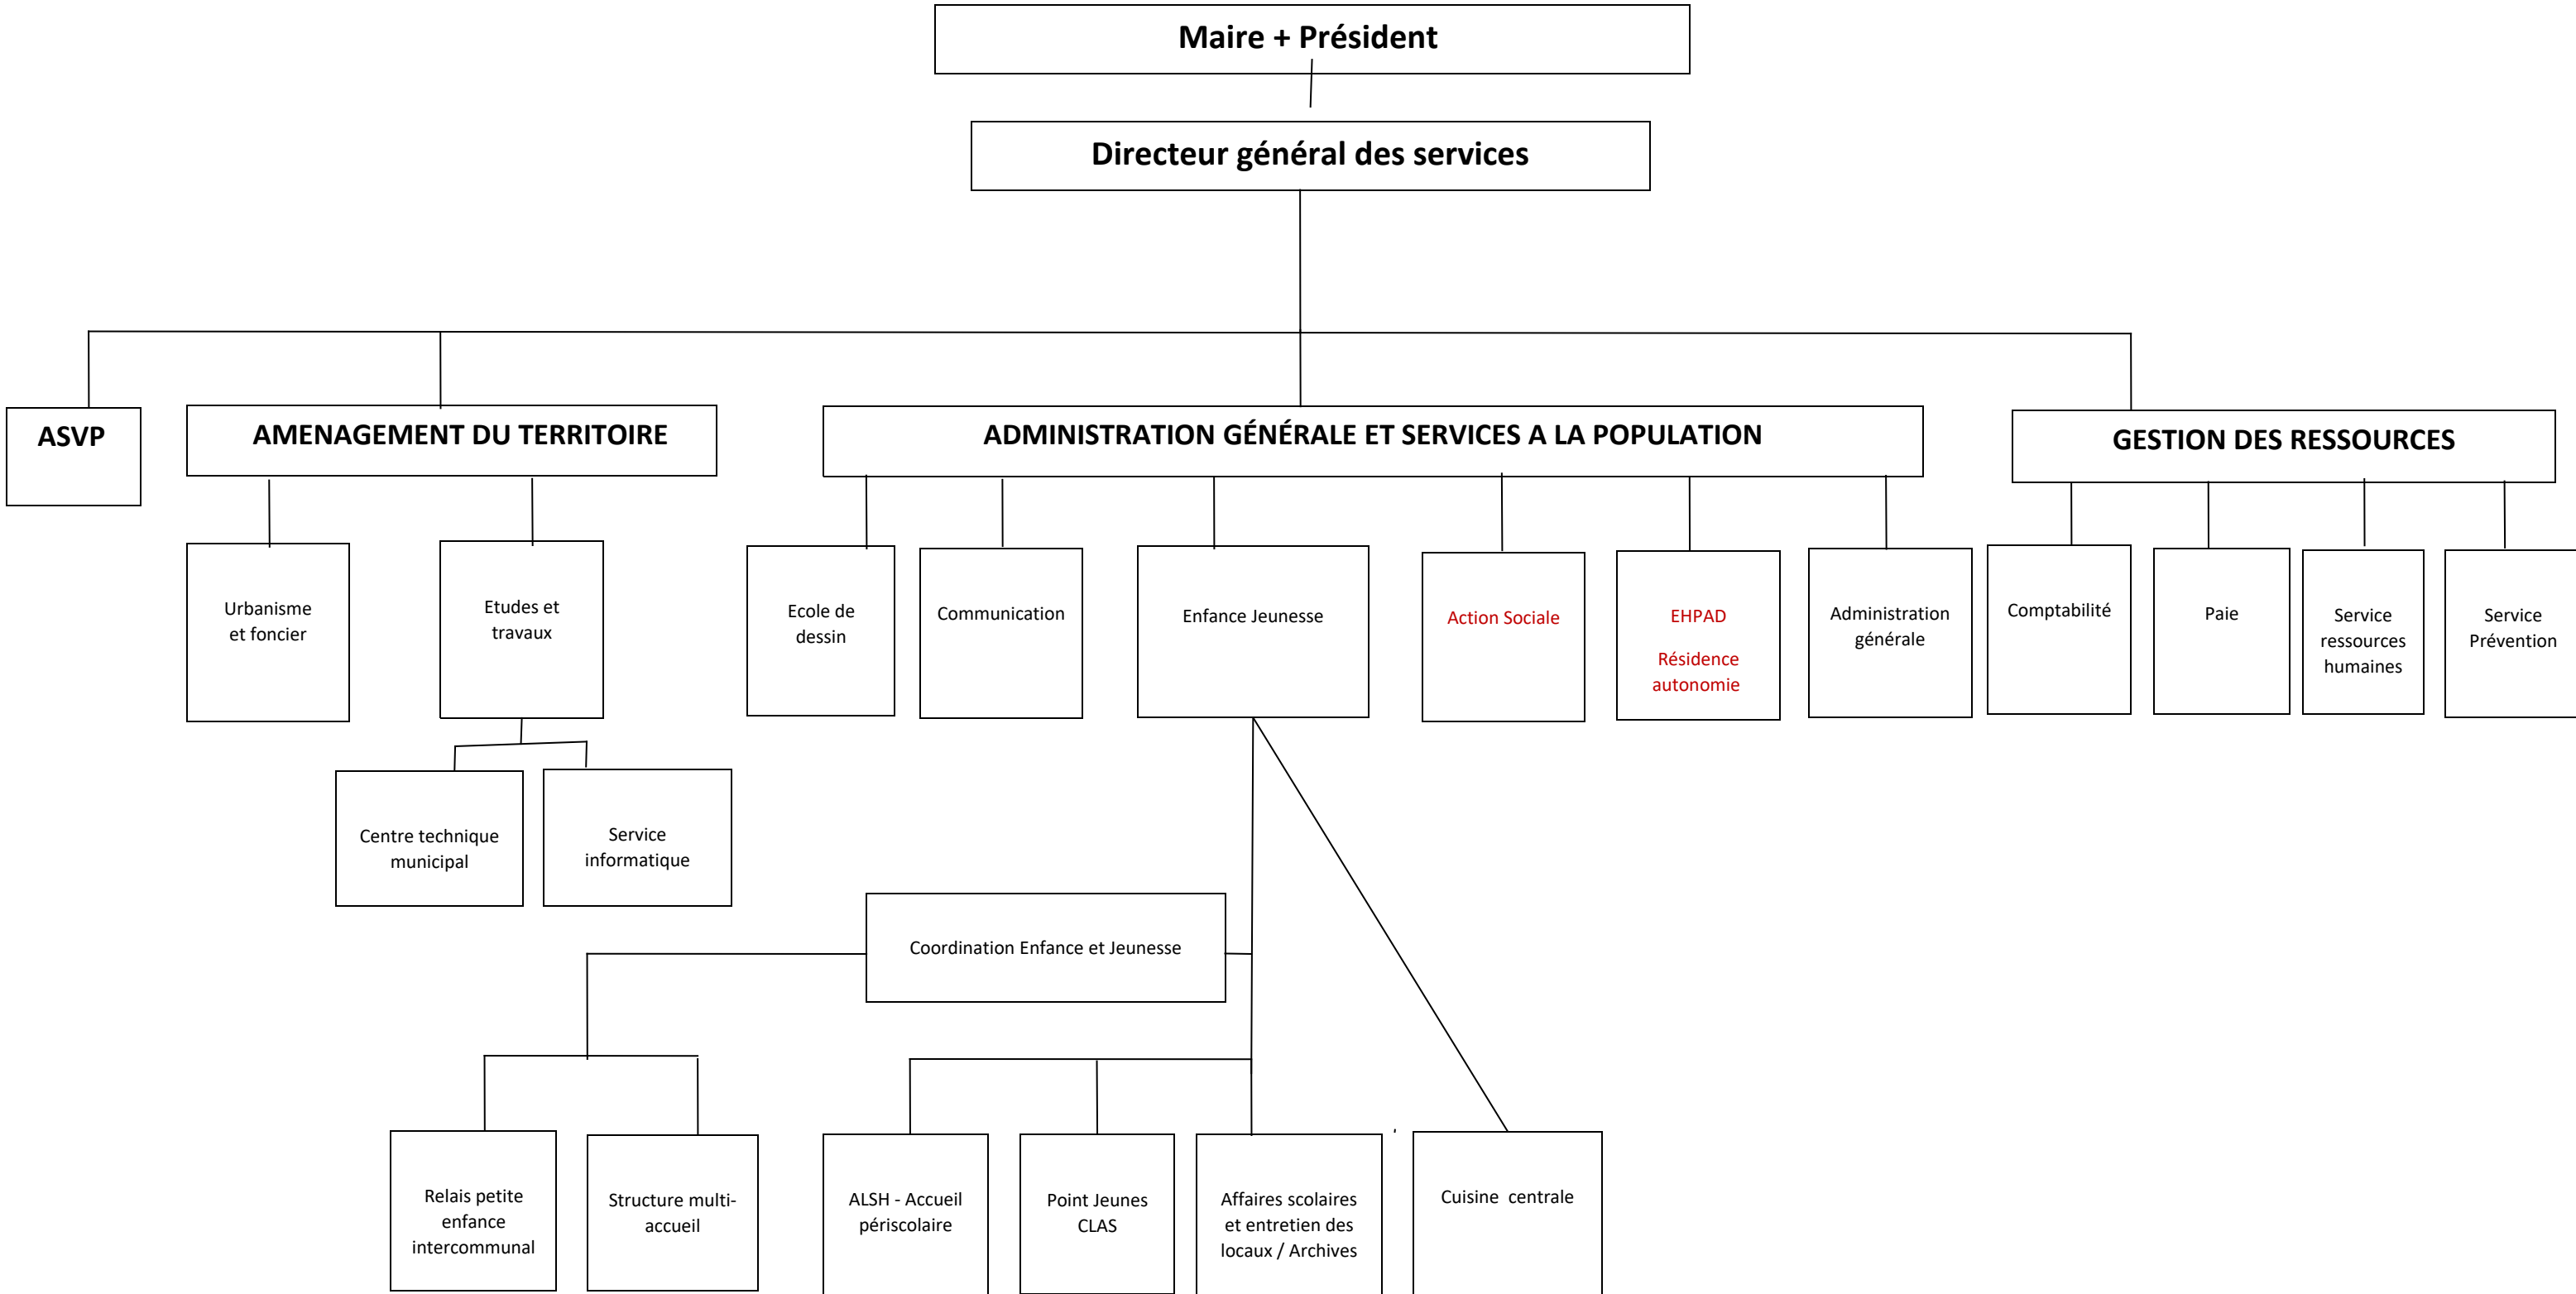 Maire + Président
Directeur général des services
ASVP
AMENAGEMENT DU TERRITOIRE
ADMINISTRATION GÉNÉRALE ET SERVICES A LA POPULATION
GESTION DES RESSOURCES
Urbanisme
et foncier
Etudes et
travaux
Ecole de
dessin
Communication
Enfance Jeunesse
Action Sociale
EHPAD
Résidence
autonomie
Administration
générale
Comptabilité
Paie
Service
ressources
humaines
Service
Prévention
Centre technique
municipal
Service
informatique
Coordination Enfance et Jeunesse
Relais petite
enfance
intercommunal
Structure multi-
accueil
ALSH - Accueil
périscolaire
Point Jeunes
CLAS
Affaires scolaires
et entretien des
locaux / Archives
Cuisine centrale